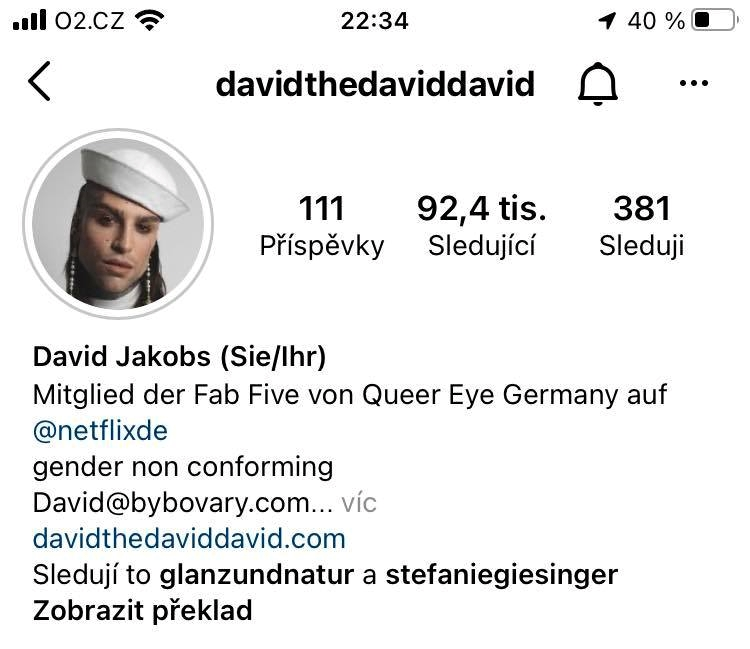 O2.CZ 22:34 40 %
davidthedaviddavid
111 92,4 tis. 381
Příspěvky Sledující Sleduji
David Jakobs (Sie/Ihr)
Mitglied der Fab Five von Queer Eye Germany auf
@netflixde
gender non conforming
David@bybovary.com... víc
davidthedaviddavid.com
Sledují to glanzundnatur a stefaniegiesinger
Zobrazit překlad